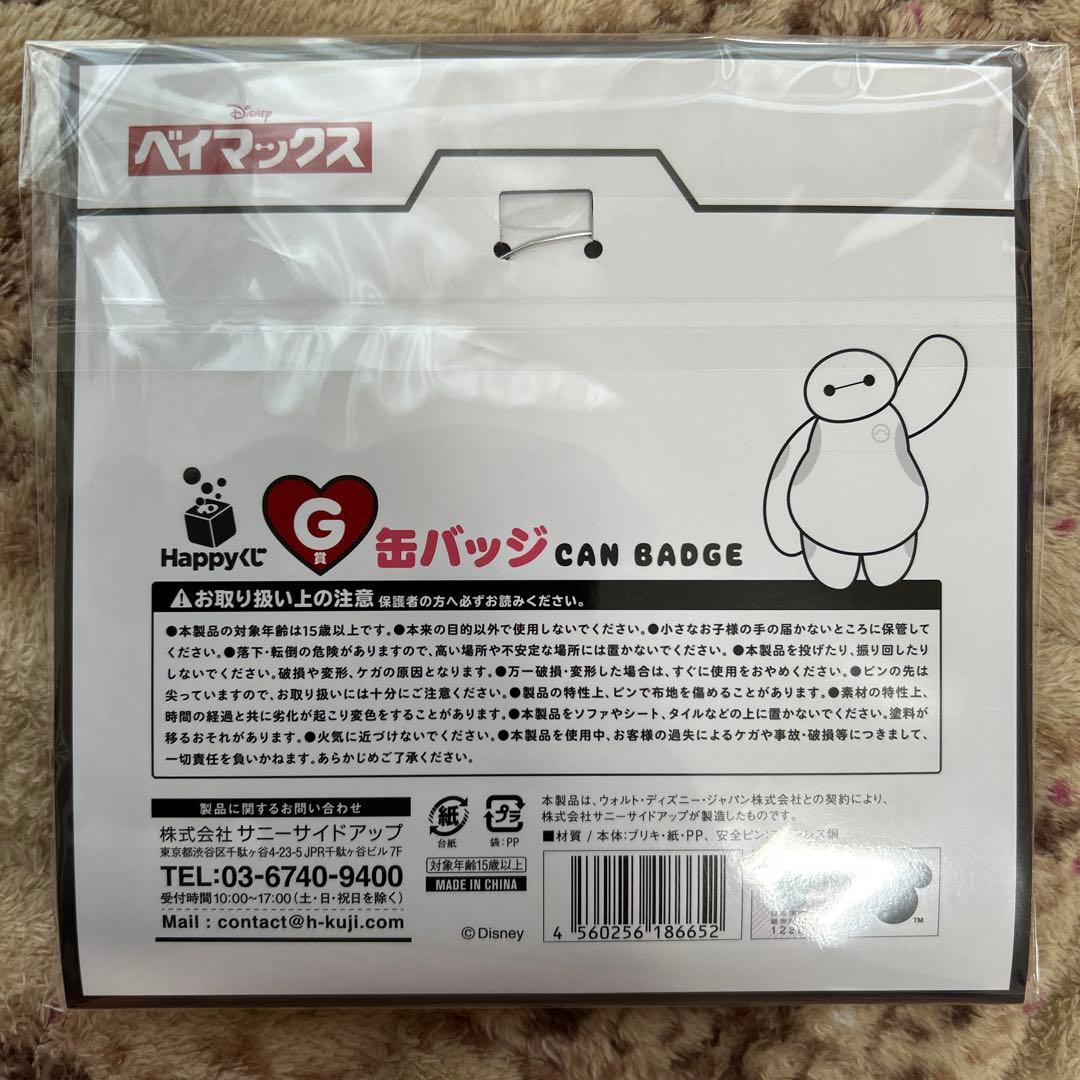 Disney
ベイマックス
Happyくじ
G賞
缶バッジ CAN BADGE
お取り扱い上の注意 保護者の方へ必ずお読みください。
●本製品の対象年齢は15歳以上です。●本来の目的以外で使用しないでください。●小さなお子様の手の届かないところに保管して
ください。●落下・転倒の危険がありますので、高い場所や不安定な場所には置かないでください。 ●本製品を投げたり、振り回したり
しないでください。破損や変形、ケガの原因となります。●万一破損・変形した場合は、すぐに使用をおやめください。●ピンの先は
尖っていますので、お取り扱いには十分にご注意ください。●製品の特性上、ピンで布地を傷めることがあります。●素材の特性上、
時間の経過と共に劣化が起こり変色をすることがあります。●本製品をソファやシート、タイルなどの上に置かないでください。塗料が
移るおそれがあります。●火気に近づけないでください。●本製品を使用中、お客様の過失によるケガや事故・破損等につきまして、
一切責任を負いかねます。あらかじめご了承ください。
製品に関するお問い合わせ
株式会社 サニーサイドアップ
東京都渋谷区千駄ヶ谷4-23-5 JPR千駄ヶ谷ビル 7F
TEL:03-6740-9400
受付時間10:00~17:00(土・日・祝日を除く)
Mail : contact@h-kuji.com
紙
台紙
プラ
袋:PP
対象年齢15歳以上
MADE IN CHINA
©Disney
本製品は、ウォルト・ディズニー・ジャパン株式会社との契約により、
株式会社サニーサイドアップが製造したものです。
■材質 / 本体:ブリキ・紙・PP、安全ピン:
4 560256 186652
TM